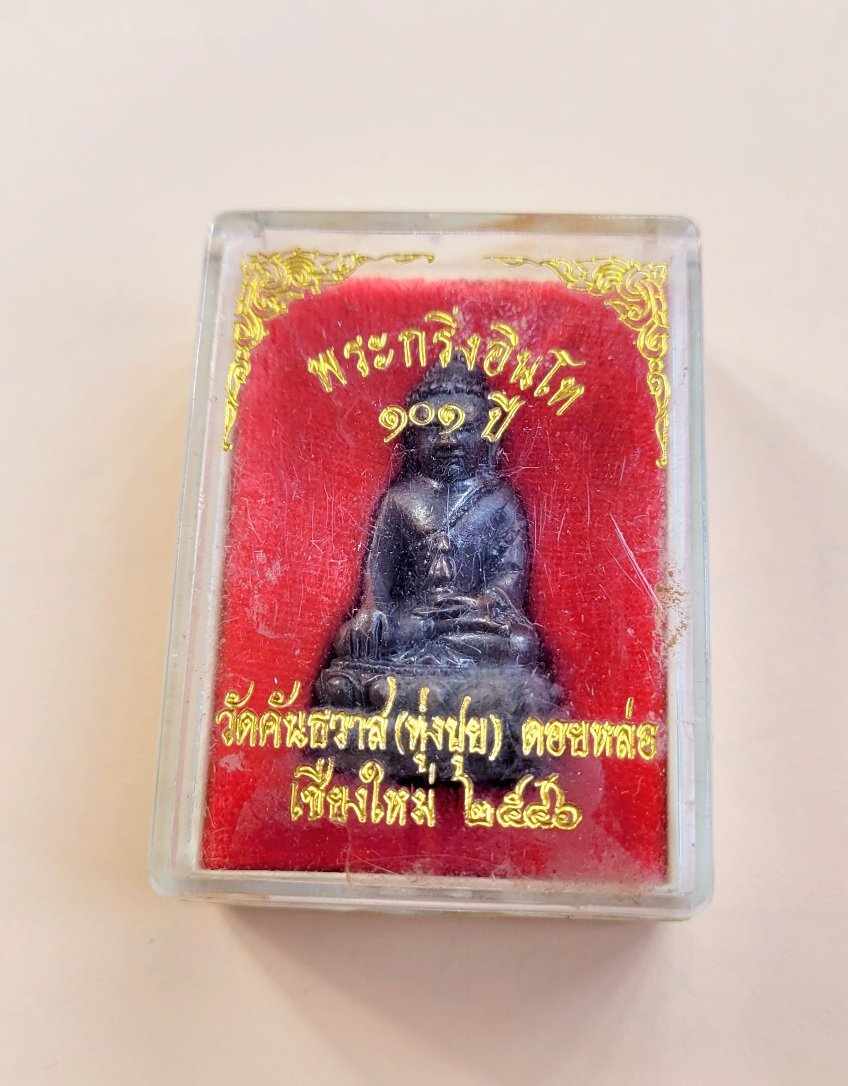 พระกริ่งอินโท
๑๐๑ ปี
วัดคันธวาส (ทุ่งปุย) ดอยหล่อ
เชียงใหม่ ๒๕๔๖